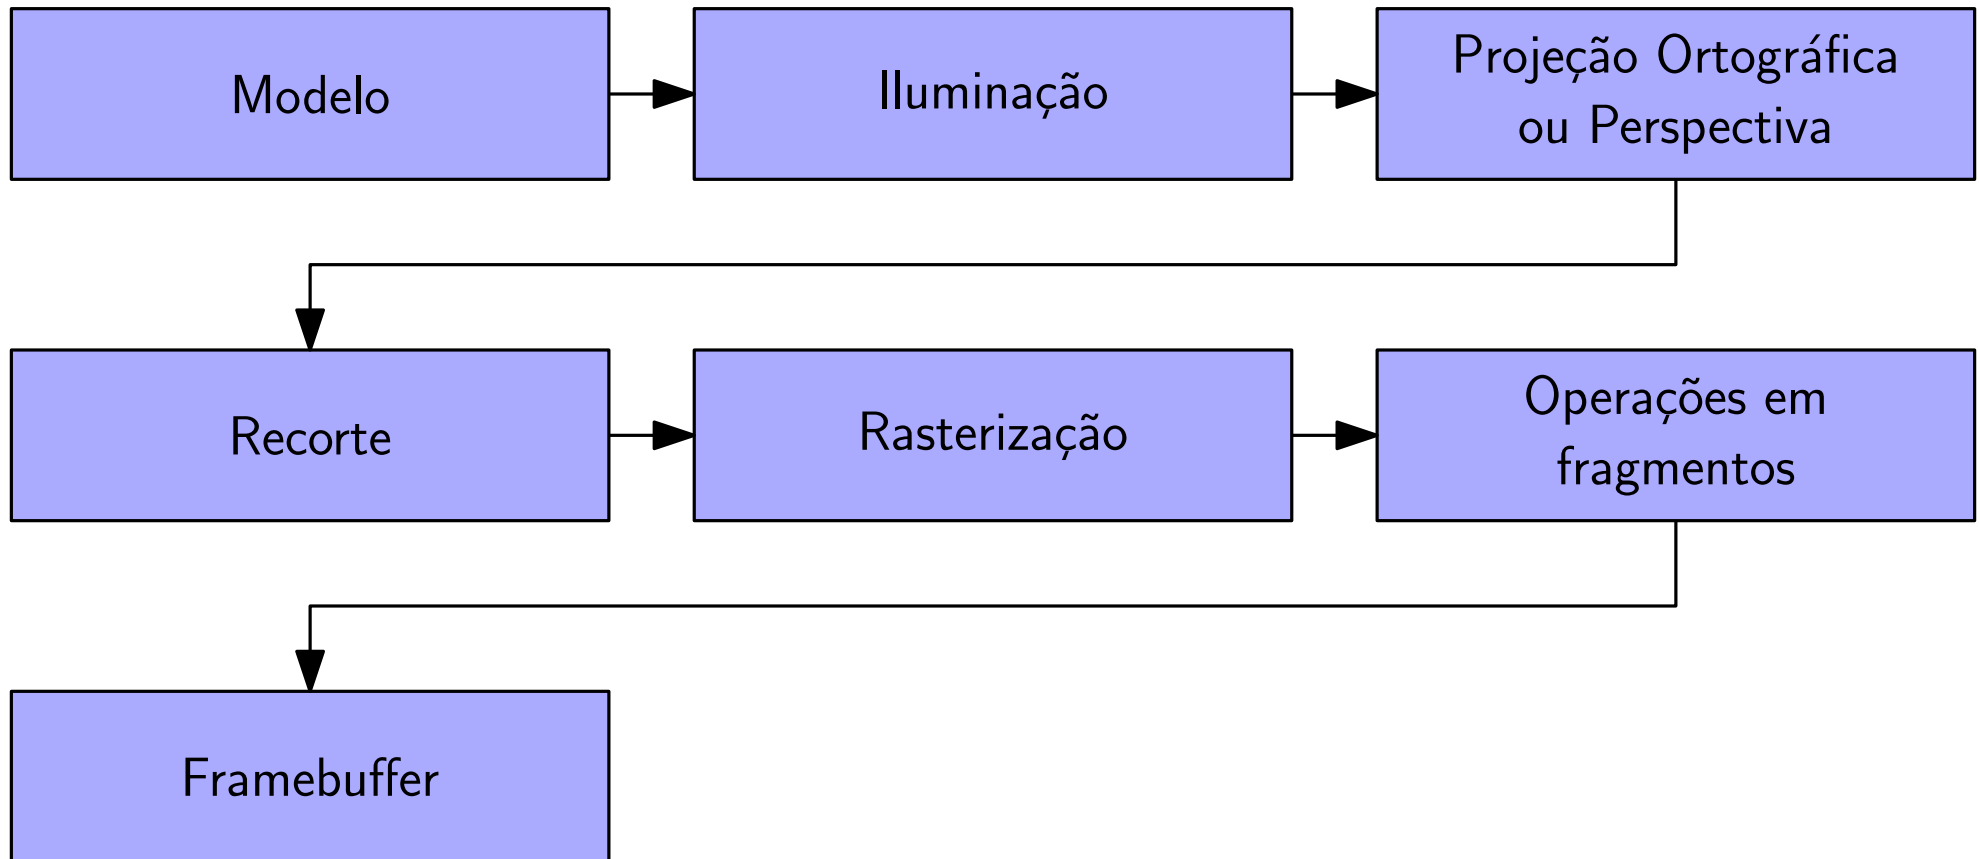 Modelo
Iluminação
Projeção Ortográfica
ou Perspectiva
Recorte
Rasterização
Operações em
fragmentos
Framebuffer